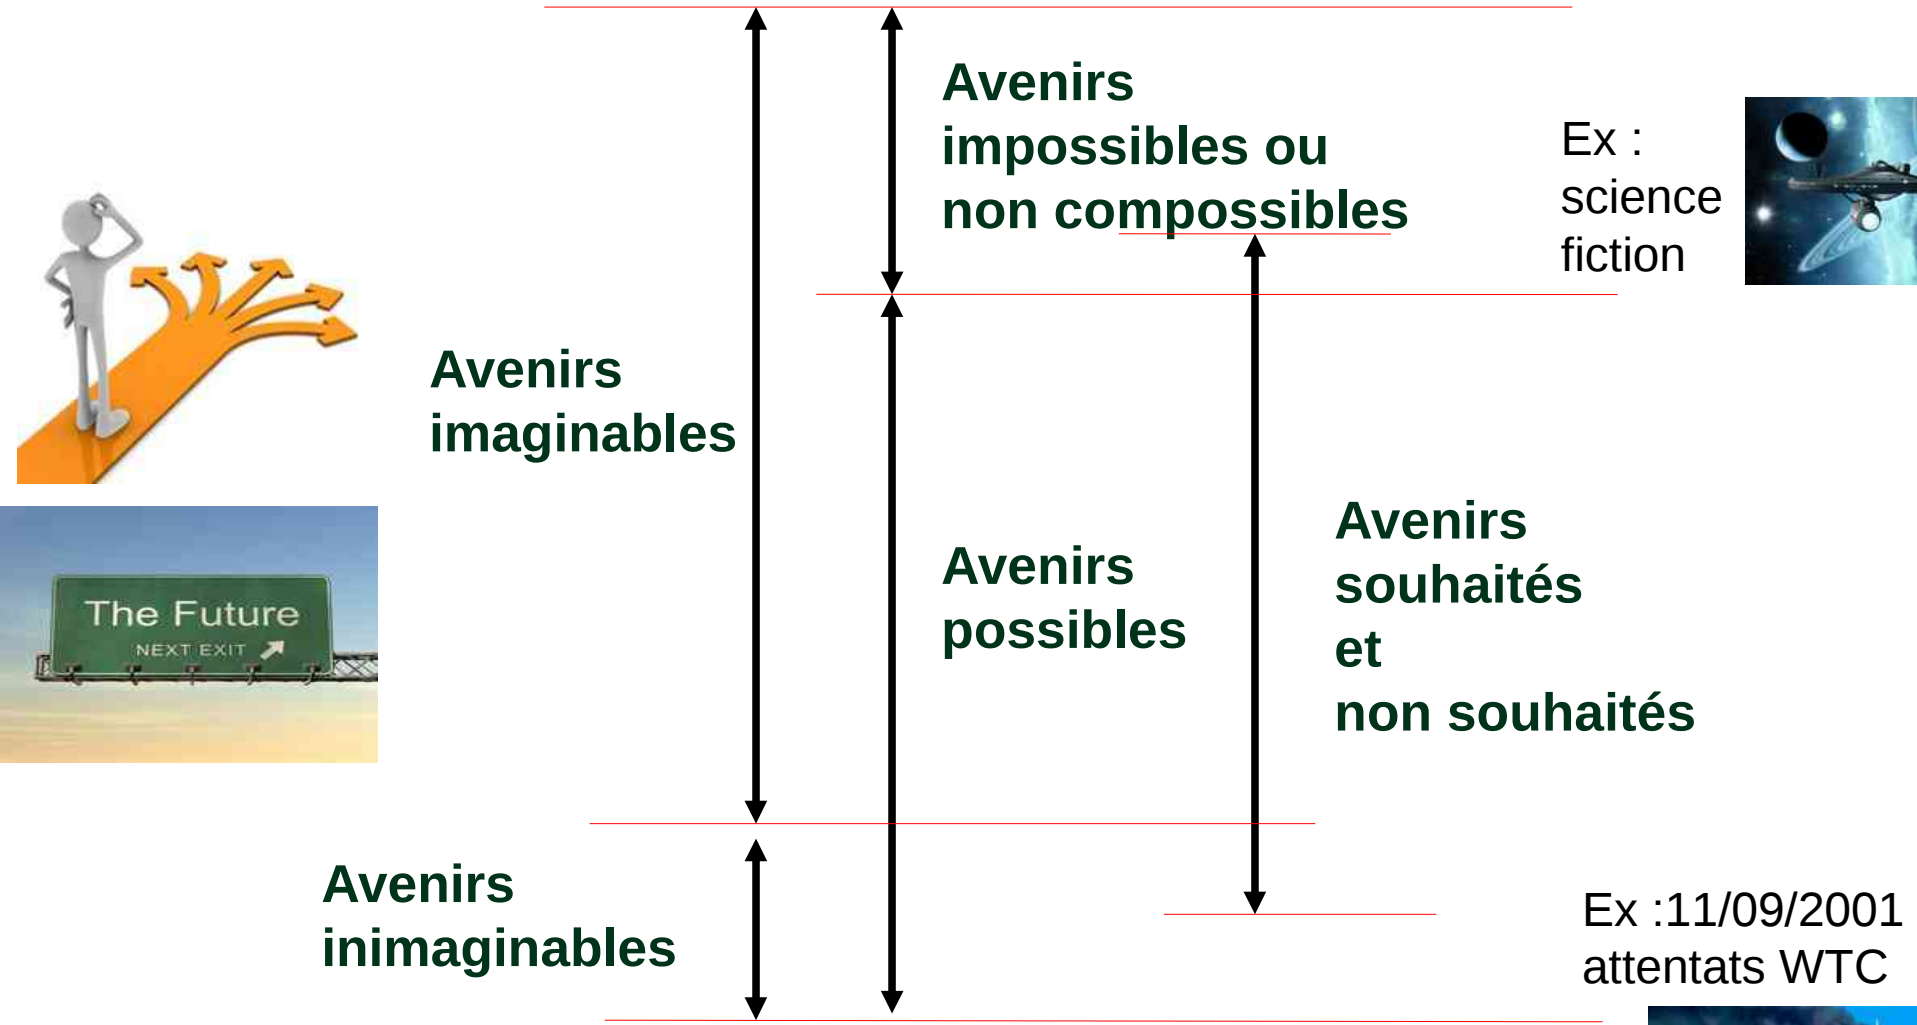 Avenirs
impossibles ou
non compossibles
Ex :
science
fiction
Avenirs
imaginables
The Future
NEXT EXIT
Avenirs
possibles
Avenirs
souhaités
et
non souhaités
Avenirs
inimaginables
Ex :11/09/2001
attentats WTC